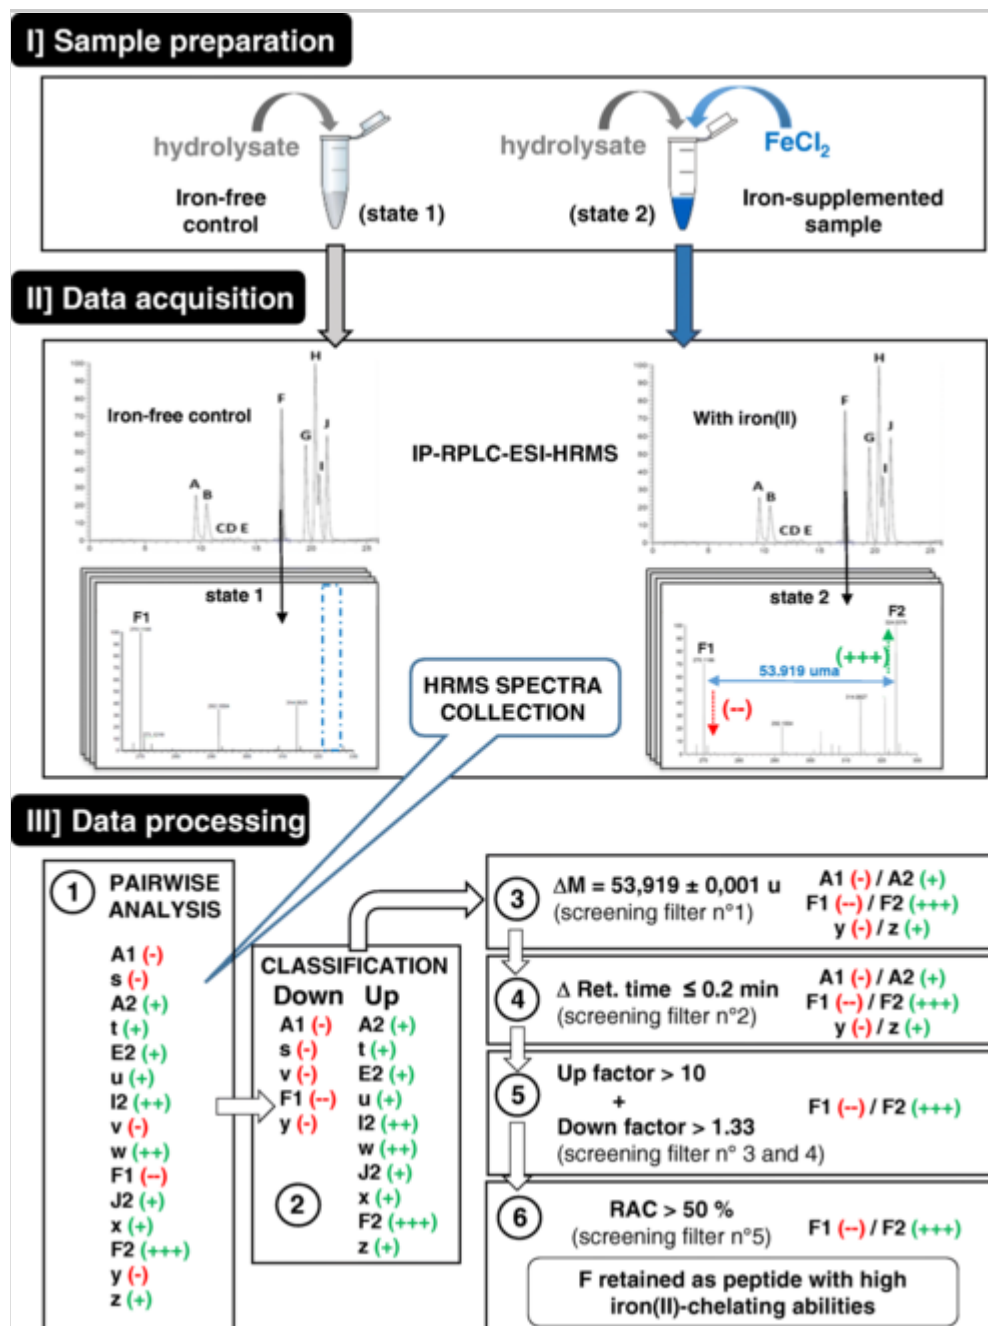 I] Sample preparation
hydrolysate
hydrolysate
FeCl2
Iron-free
control
(state 1)
(state 2)
Iron-supplemented
sample
II] Data acquisition
Iron-free control
A
B
CD E
F
G
H
I
J
IP-RPLC-ESI-HRMS
With iron(II)
A
B
CD E
F
G
H
I
J
state 1
F1
state 2
F1
F2
(+++)
53.919 uma
(--)
HRMS SPECTRA
COLLECTION
III] Data processing
1
PAIRWISE
ANALYSIS
A1 (-)
s (-)
A2 (+)
t (+)
E2 (+)
u (+)
I2 (++)
v (-)
w (++)
F1 (--)
J2 (+)
x (+)
F2 (+++)
y (-)
z (+)
CLASSIFICATION
Down Up
A1 (-) A2 (+)
s (-) t (+)
v (-) E2 (+)
F1 (--) u (+)
y (-) I2 (++)
w (++)
J2 (+)
x (+)
F2 (+++)
z (+)
2
3
ΔM = 53,919 ± 0,001 u
(screening filter n°1)
A1 (-) / A2 (+)
F1 (--) / F2 (+++)
y (-) / z (+)
4
Δ Ret. time ≤ 0.2 min
(screening filter n°2)
A1 (-) / A2 (+)
F1 (--) / F2 (+++)
y (-) / z (+)
5
Up factor > 10
+
Down factor > 1.33
(screening filter n° 3 and 4)
F1 (--) / F2 (+++)
6
RAC > 50 %
(screening filter n°5)
F1 (--) / F2 (+++)
F retained as peptide with high
iron(II)-chelating abilities